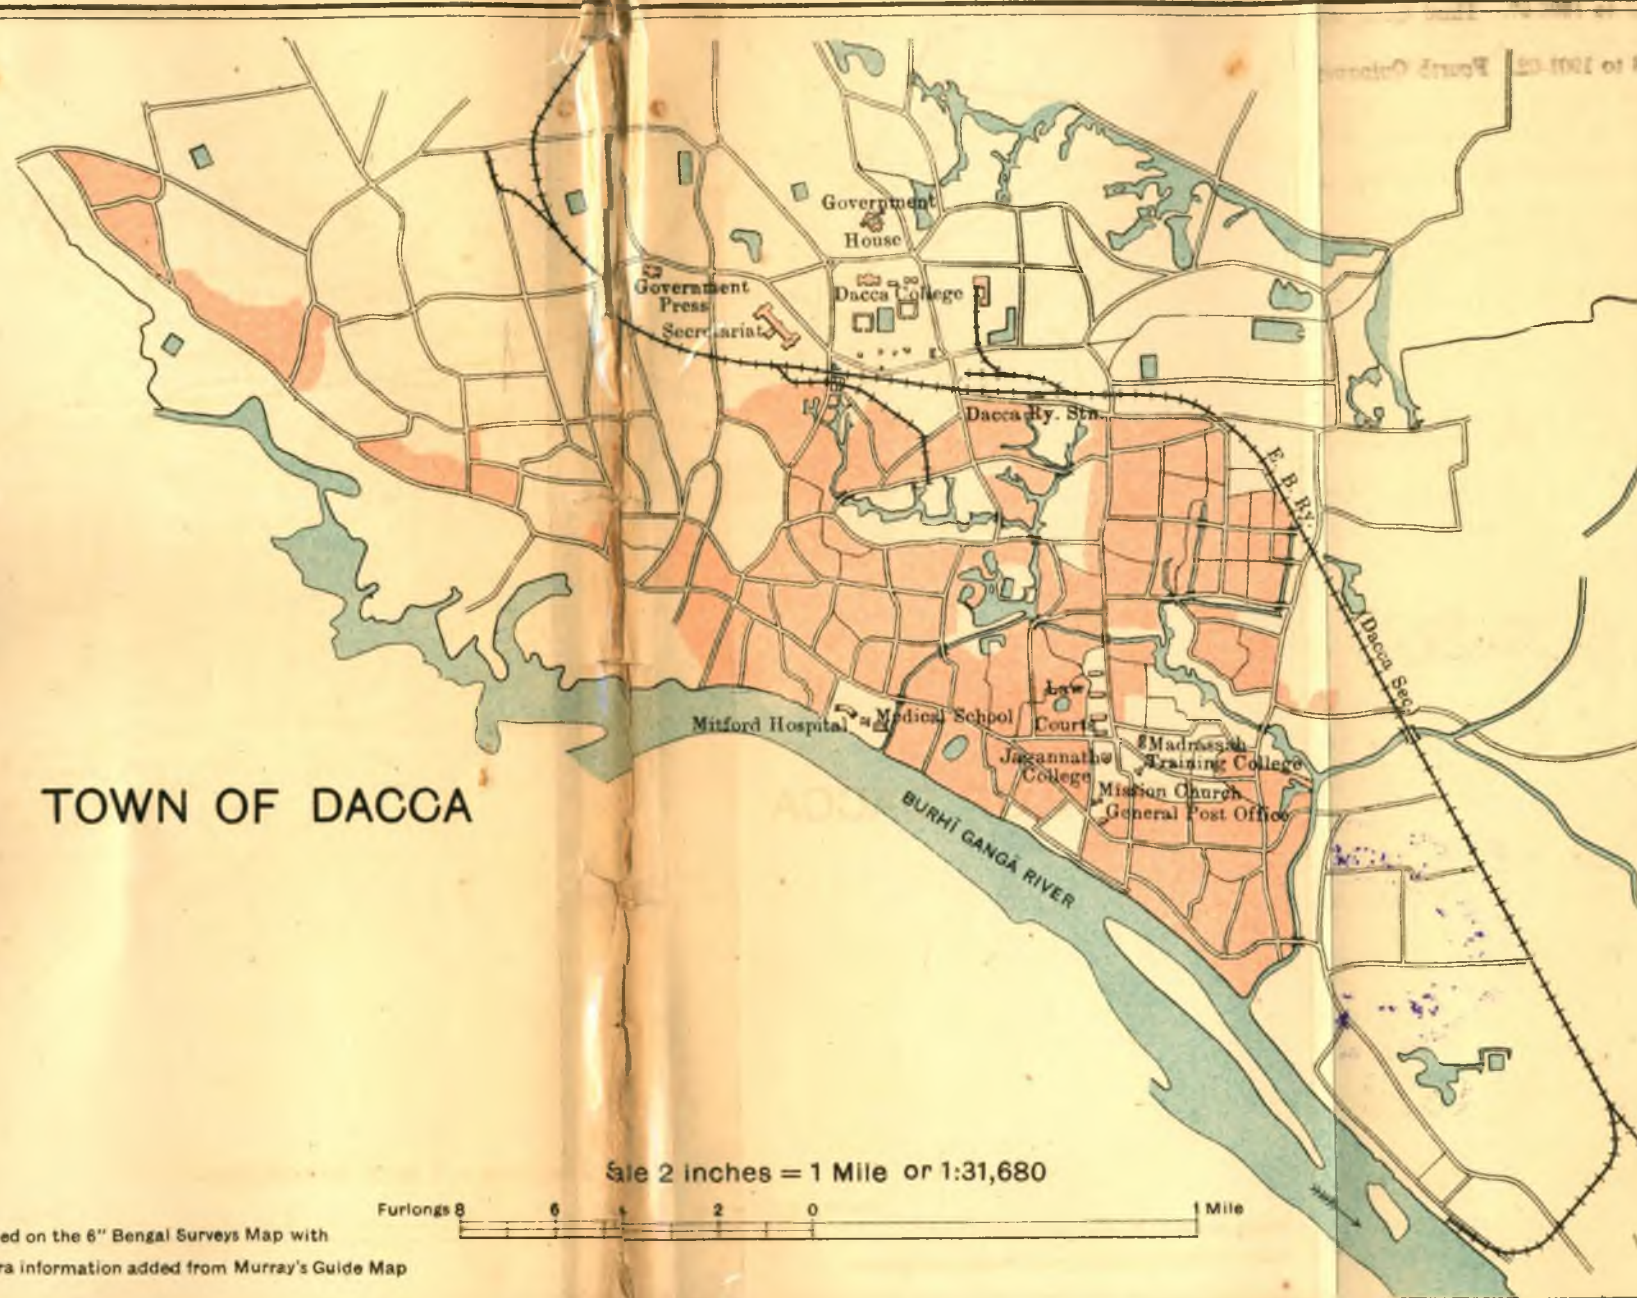 Government
House
Government
Press
Dacca College
Secretariat
Dacca Ry. Stn.
E. B. Ry.
Dacca Sec.
Law
Courts
Mitford Hospital
Medical School
Jagannath
College
Madrassah
Training College
Mission Church
General Post Office
TOWN OF DACCA
BURHĪ GANGĀ RIVER
ale 2 inches = 1 Mile or 1:31,680
Furlongs 8 6 4 2 0 1 Mile
ed on the 6" Bengal Surveys Map with
ra information added from Murray's Guide Map